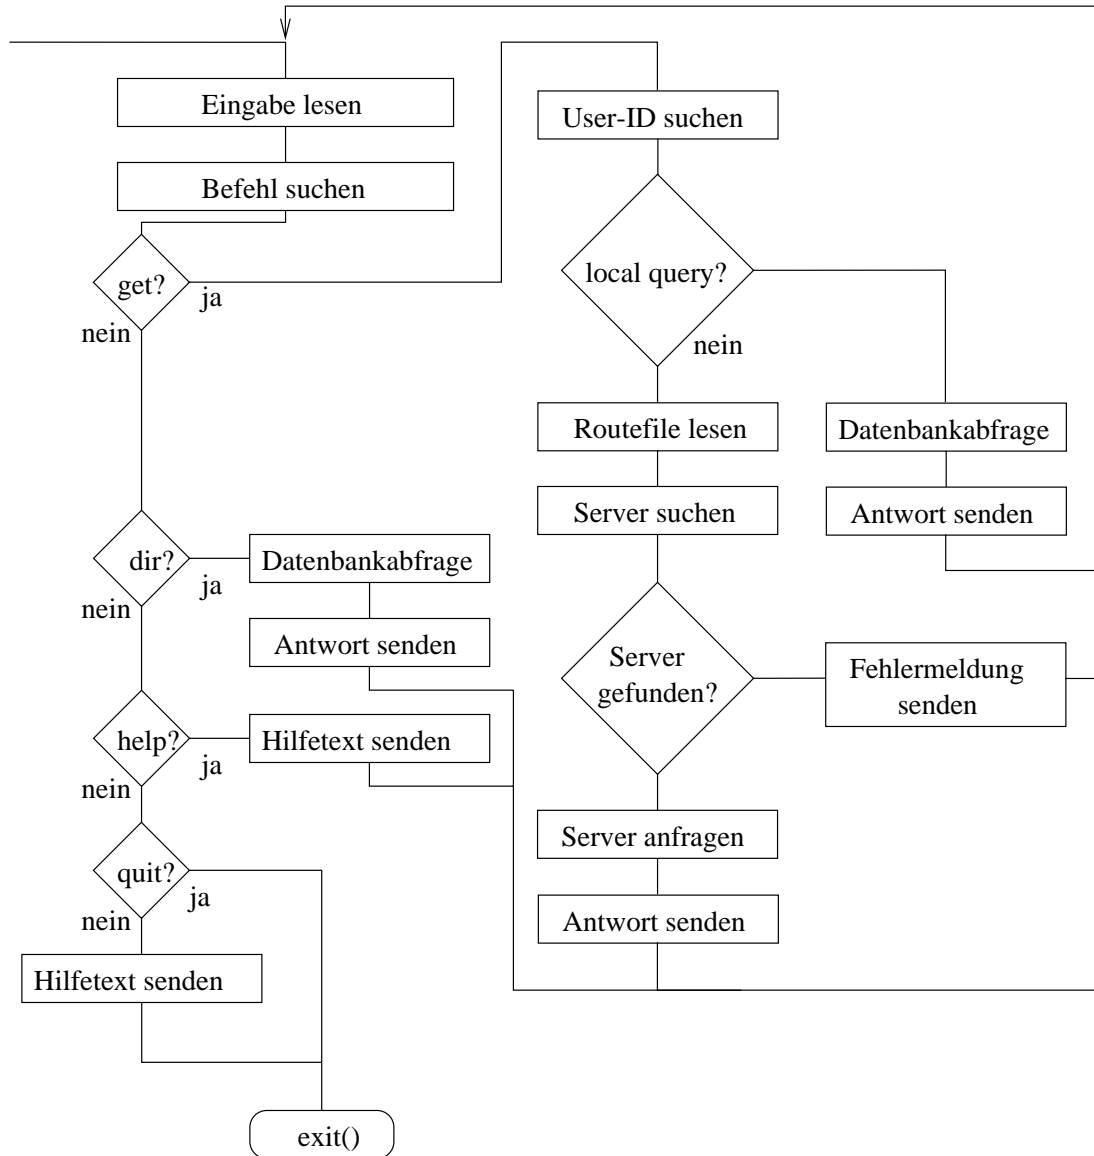 Eingabe lesen
Befehl suchen
get?
ja
nein
dir?
ja
nein
Datenbankabfrage
Antwort senden
help?
ja
nein
Hilfetext senden
quit?
ja
nein
Hilfetext senden
exit()
User-ID suchen
local query?
nein
Routefile lesen
Server suchen
Datenbankabfrage
Antwort senden
Server
gefunden?
Fehlermeldung
senden
Server anfragen
Antwort senden